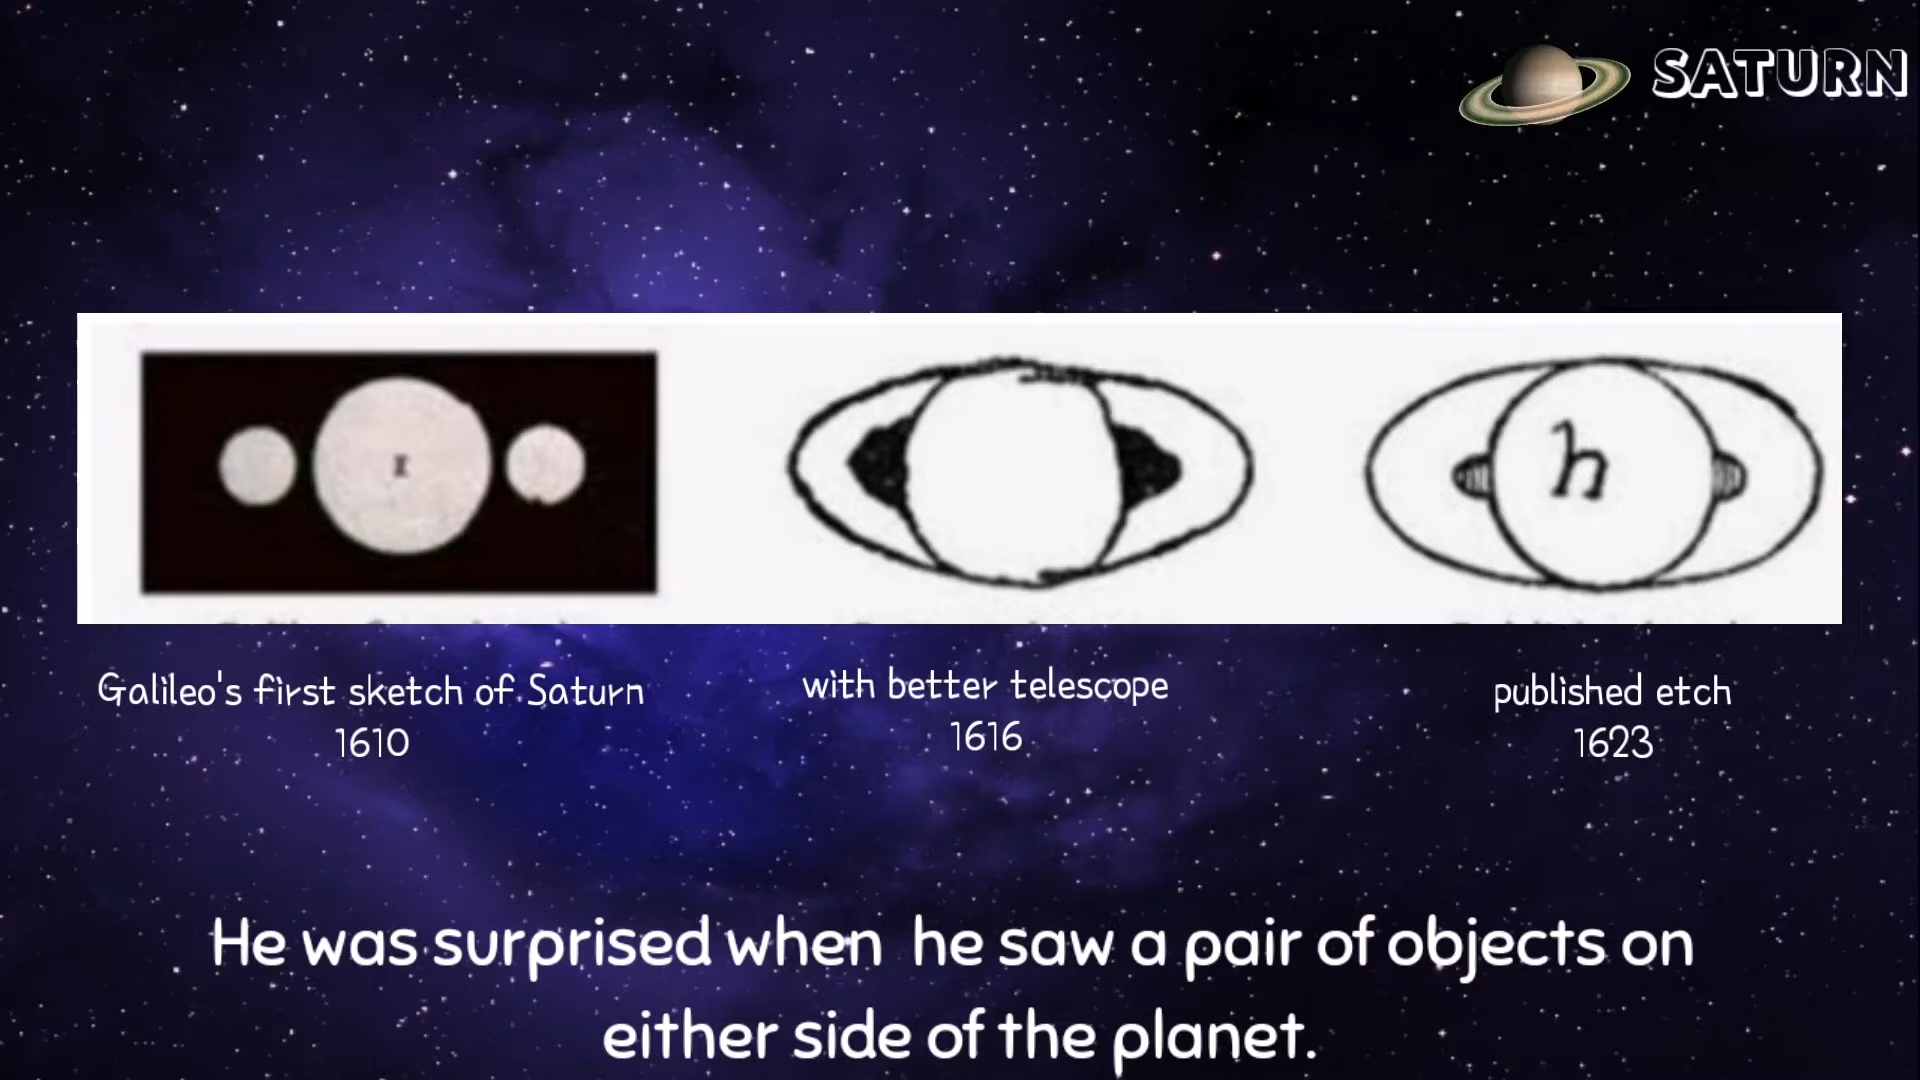 SATURN
I
h
Galileo's first sketch of Saturn
1610
with better telescope
1616
published etch
1623
He was surprised when he saw a pair of objects on
either side of the planet.